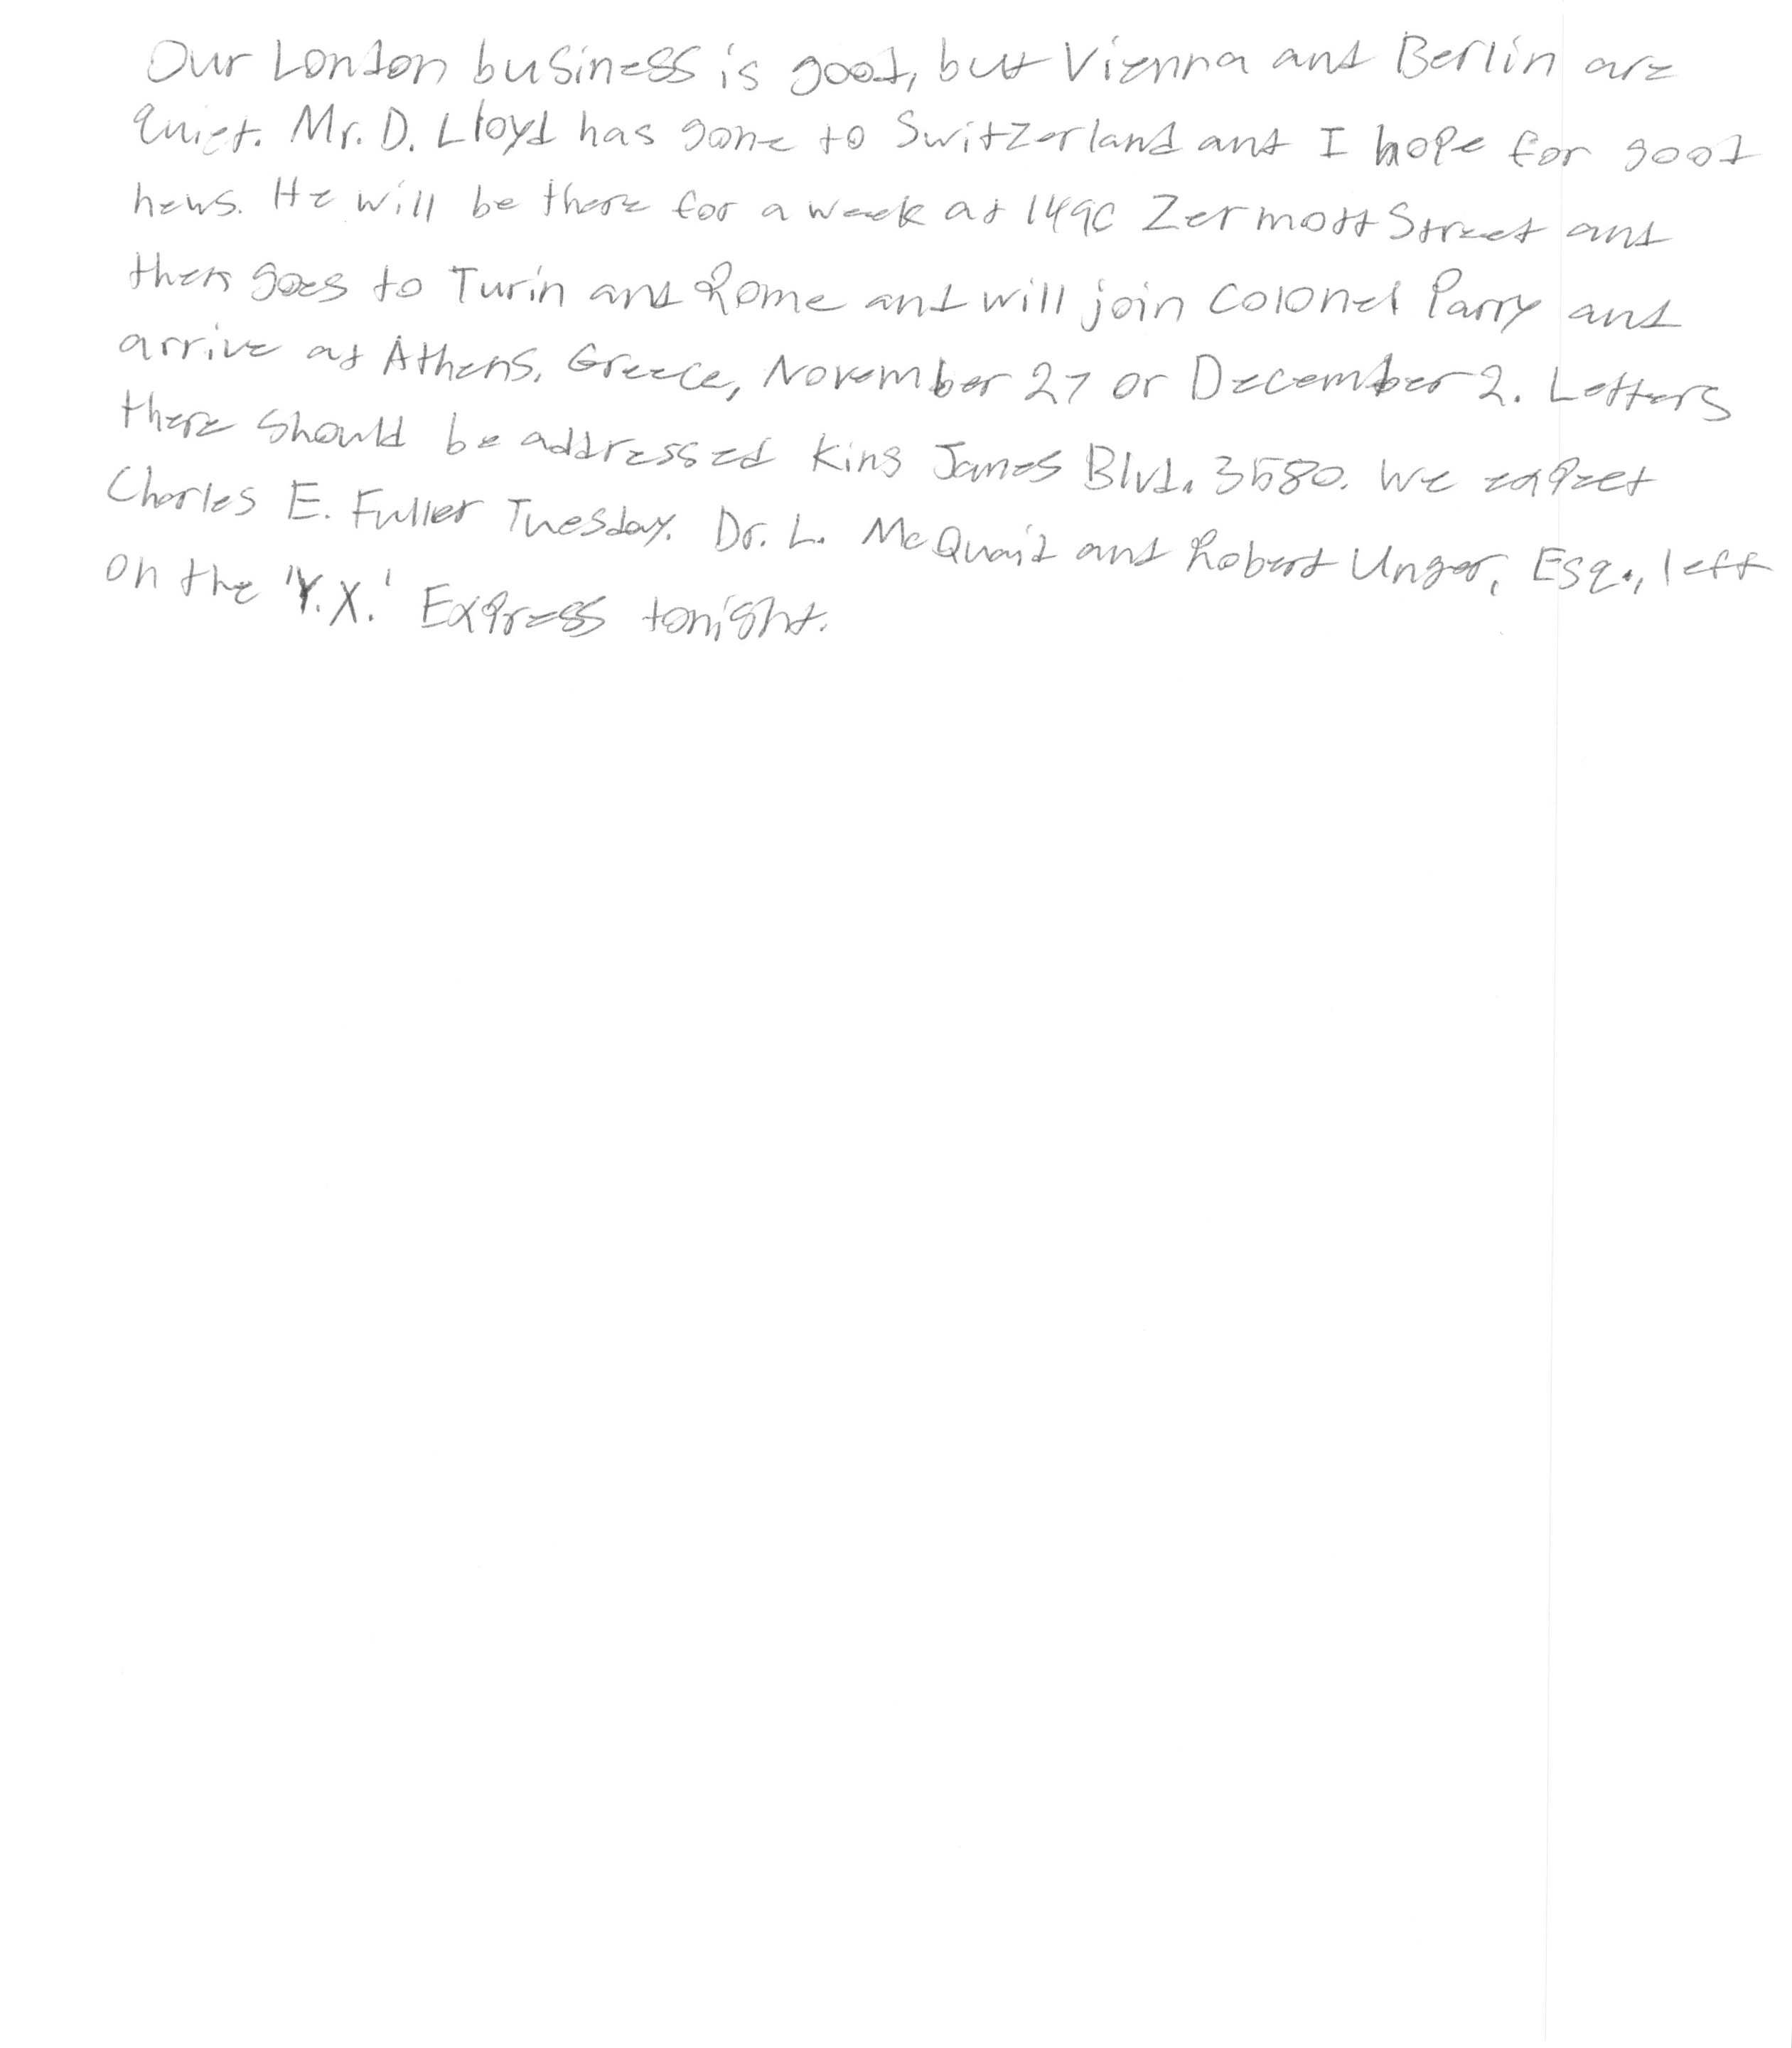 Our London business is good, but Vienna and Berlin are
quiet. Mr. D. Lloyd has gone to Switzerland and I hope for good
news. He will be there for a week at 1490 Zermott Street and
then goes to Turin and Rome and will join Colonel Parry and
arrive at Athens, Greece, November 27 or December 2. Letters
there should be addressed King James Blvd. 3580. We expect
Charles E. Fuller Tuesday. Dr. L. McQuaid and Robert Unger, Esq., left
on the 'Y.X.' Express tonight.